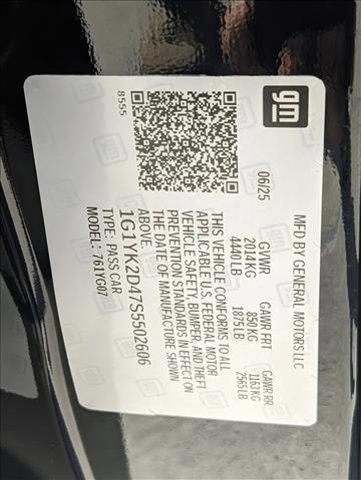 gm
MFD BY GENERAL MOTORS LLC
06/25 GVWR GAWR FRT GAWR RR
2014KG 850KG 1163KG
4440LB 1875LB 2565LB
THIS VEHICLE CONFORMS TO ALL
APPLICABLE U.S. FEDERAL MOTOR
VEHICLE SAFETY, BUMPER, AND THEFT
PREVENTION STANDARDS IN EFFECT ON
THE DATE OF MANUFACTURE SHOWN
ABOVE.
1G1YK2D47S5502606
TYPE: PASS CAR
MODEL: 761YG07
8555